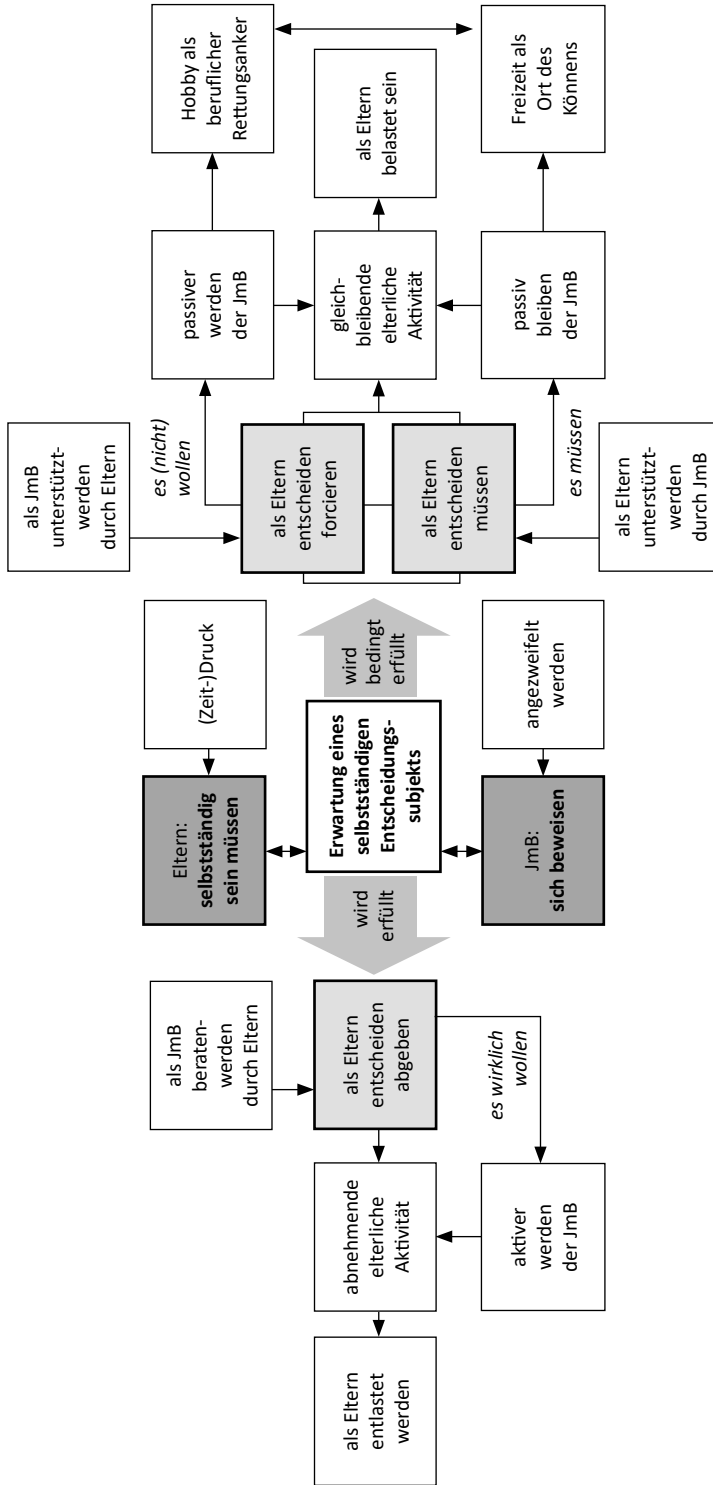 als Eltern
entlastet
werden
abnehmende
elterliche
Aktivität
aktiver
werden
der JmB
als JmB
beraten-
werden
durch Eltern
als Eltern
entscheiden
abgeben
es wirklich
wollen
wird
erfüllt
Eltern:
selbstständig
sein müssen
Erwartung eines
selbstständigen
Entscheidungs-
subjekts
JmB:
sich beweisen
(Zeit-)Druck
wird
bedingt
erfüllt
angezweifelt
werden
als JmB
unterstützt-
werden
durch Eltern
als Eltern
entscheiden
forcieren
als Eltern
entscheiden
müssen
als Eltern
unterstützt-
werden
durch JmB
es (nicht)
wollen
es müssen
passiver
werden
der JmB
gleich-
bleibende
elterliche
Aktivität
passiv
bleiben
der JmB
Hobby als
beruflicher
Rettungsanker
als Eltern
belastet sein
Freizeit als
Ort des
Könnens